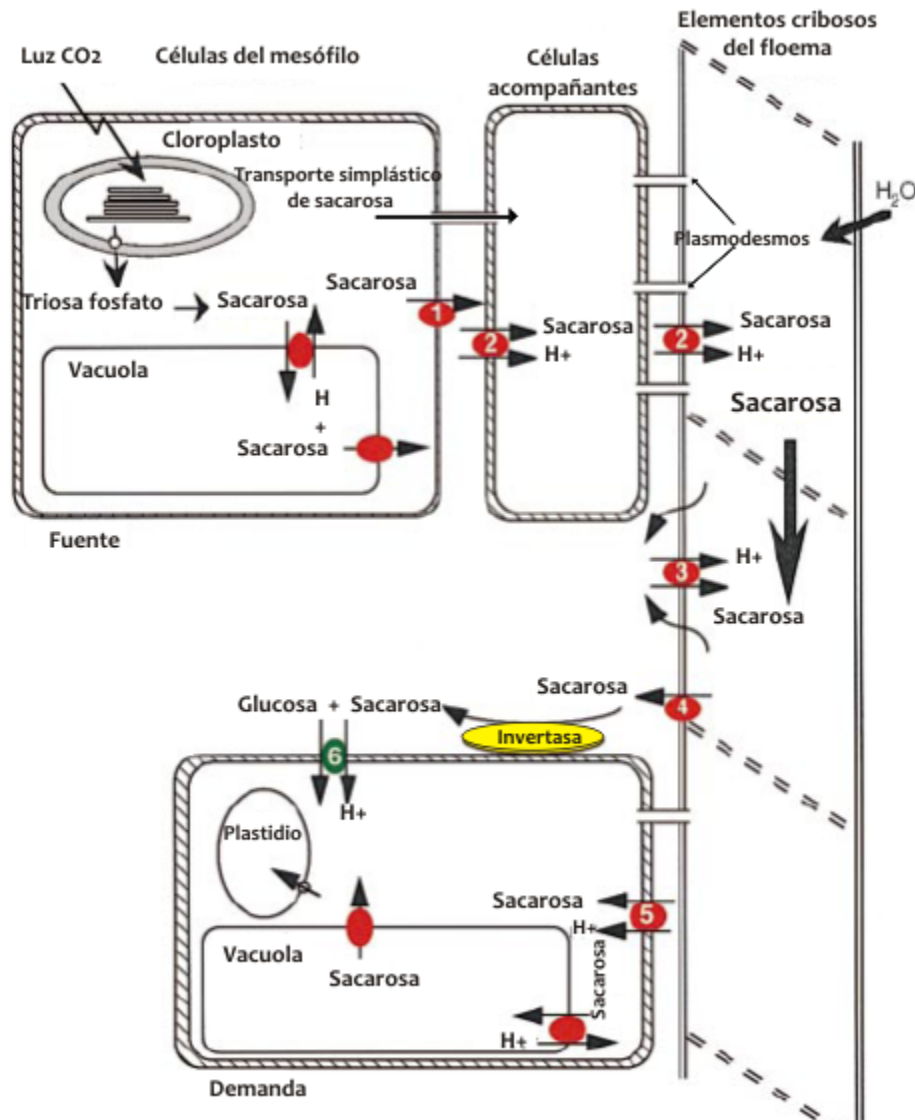 Elementos cribosos
del floema
Luz CO2
Células del mesófilo
Células
acompañantes
Cloroplasto
Transporte simplástico
de sacarosa
H2O
Plasmodesmos
Triosa fosfato
Sacarosa
Sacarosa
1
2
Sacarosa
H+
2
Sacarosa
H+
Vacuola
H
+
Sacarosa
Sacarosa
Fuente
3
H+
Sacarosa
Sacarosa
4
Glucosa + Sacarosa
Invertasa
6
H+
Plastidio
Sacarosa
5
H+
Sacarosa
Vacuola
Sacarosa
H+
Demanda